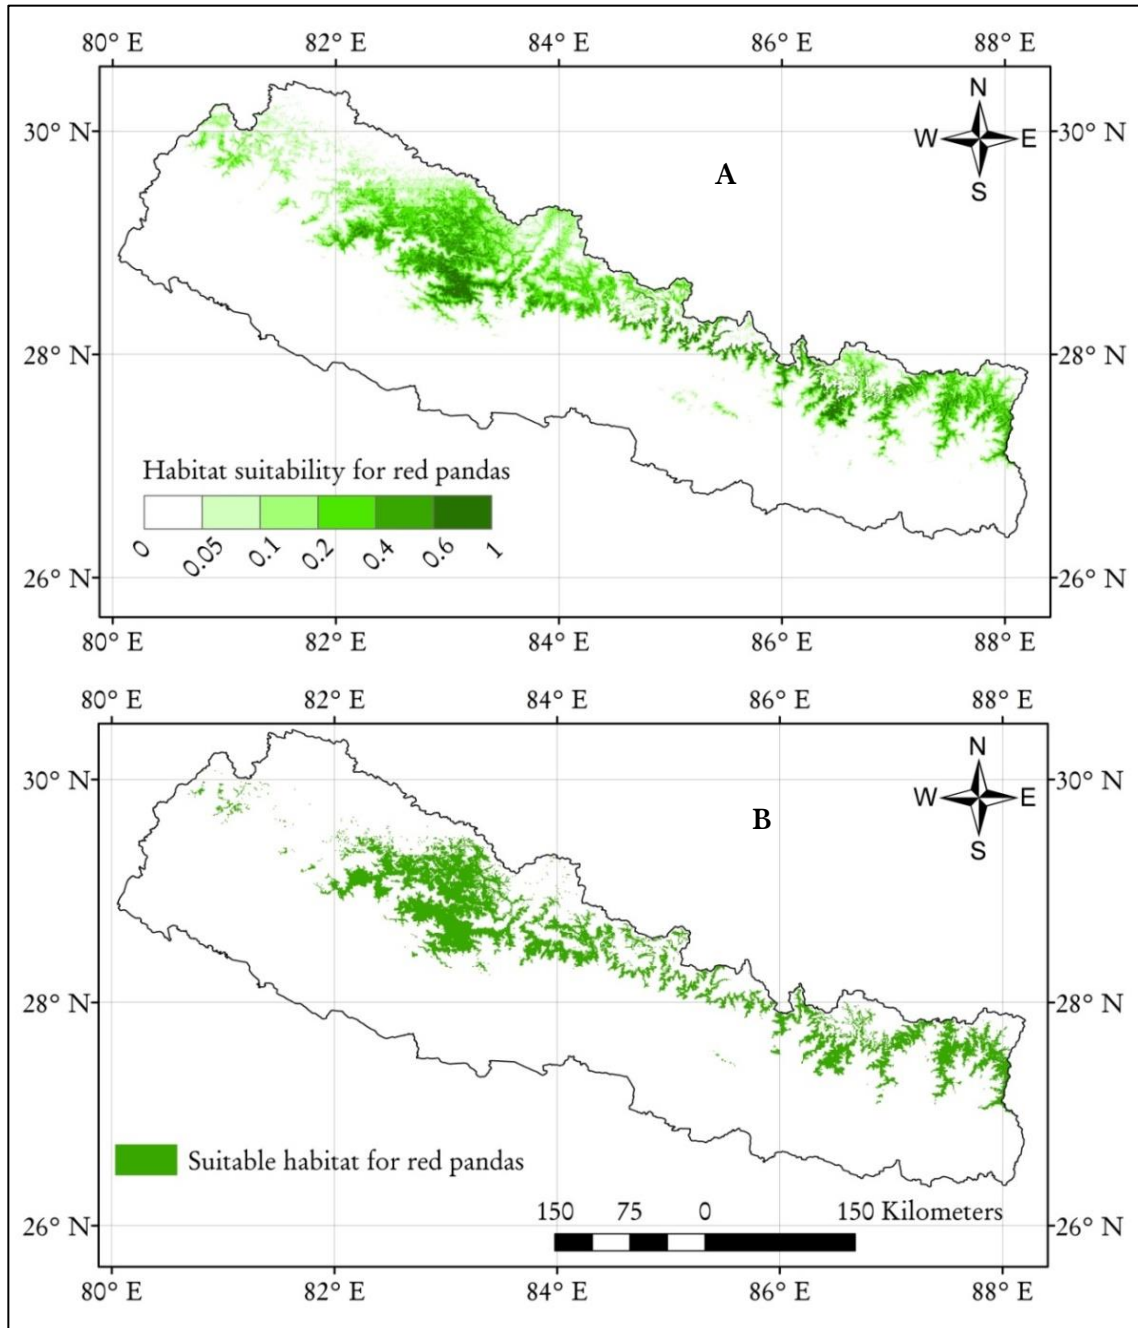 80° E 82° E 84° E 86° E 88° E
N
30° N W E 30° N
A
S
28° N 28° N
Habitat suitability for red pandas
0 0.05 0.1 0.2 0.4 0.6 1
26° N 26° N
80° E 82° E 84° E 86° E 88° E
80° E 82° E 84° E 86° E 88° E
N
30° N W E 30° N
B
S
28° N 28° N
Suitable habitat for red pandas
150 75 0 150 Kilometers
26° N 26° N
80° E 82° E 84° E 86° E 88° E